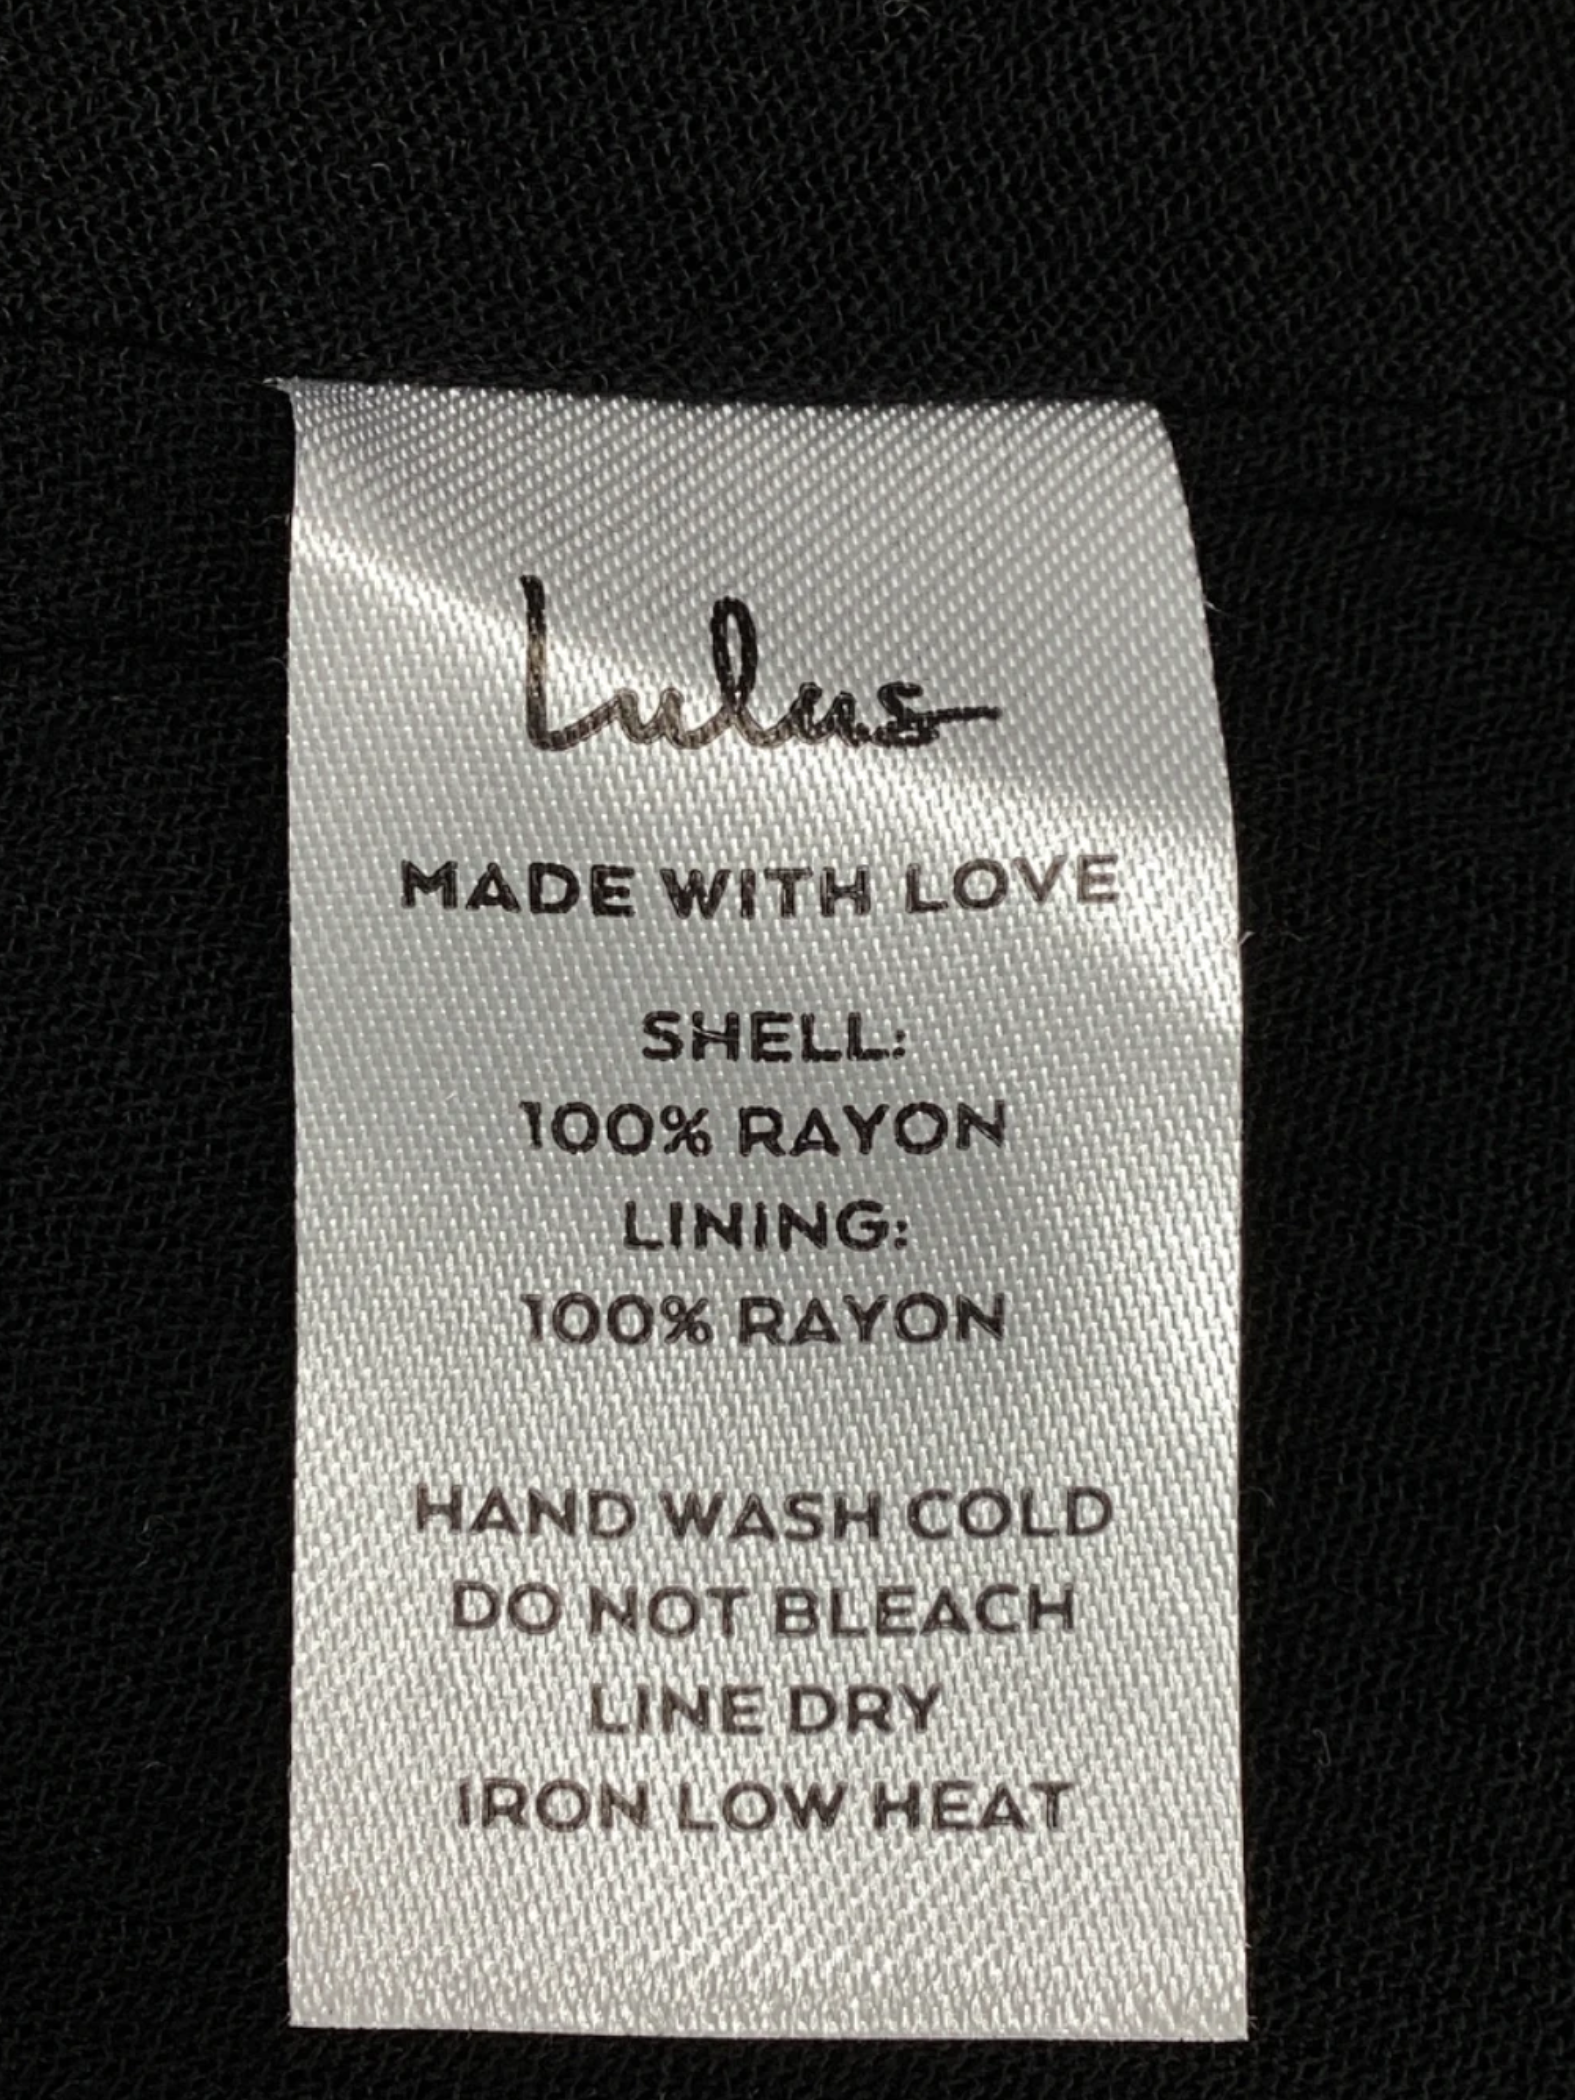 Lulus
MADE WITH LOVE
SHELL:
100% RAYON
LINING:
100% RAYON
HAND WASH COLD
DO NOT BLEACH
LINE DRY
IRON LOW HEAT